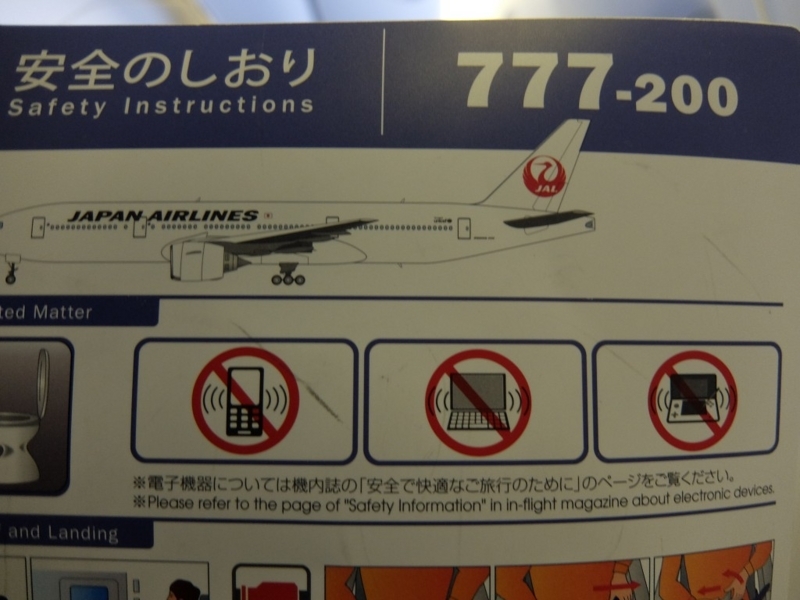 安全のしおり
Safety Instructions
777-200
JAL
JAPAN AIRLINES
ted Matter
※電子機器については機内誌の「安全で快適なご旅行のために」のページをご覧ください。
※Please refer to the page of "Safety Information" in in-flight magazine about electronic devices.
and Landing